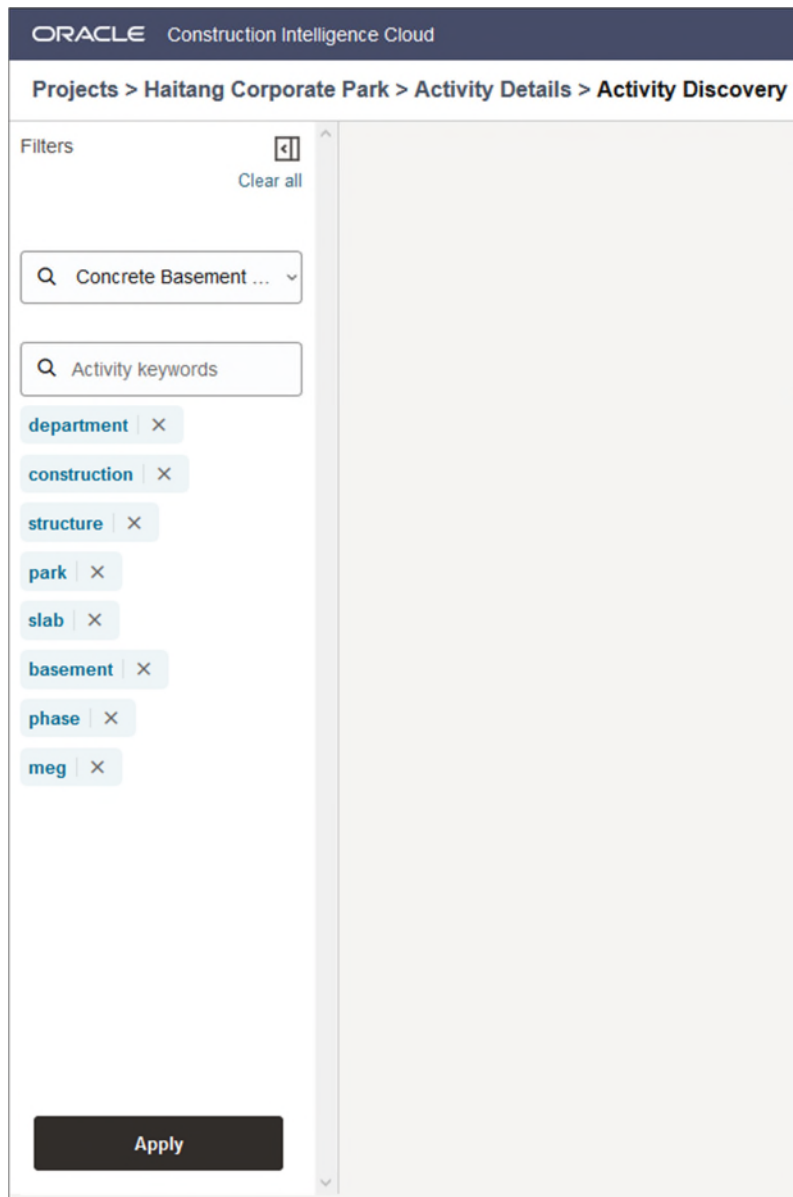 ORACLE Construction Intelligence Cloud
Projects > Haitang Corporate Park > Activity Details > Activity Discovery
Filters
Clear all
Concrete Basement ...
Activity keywords
department
construction
structure
park
slab
basement
phase
meg
Apply